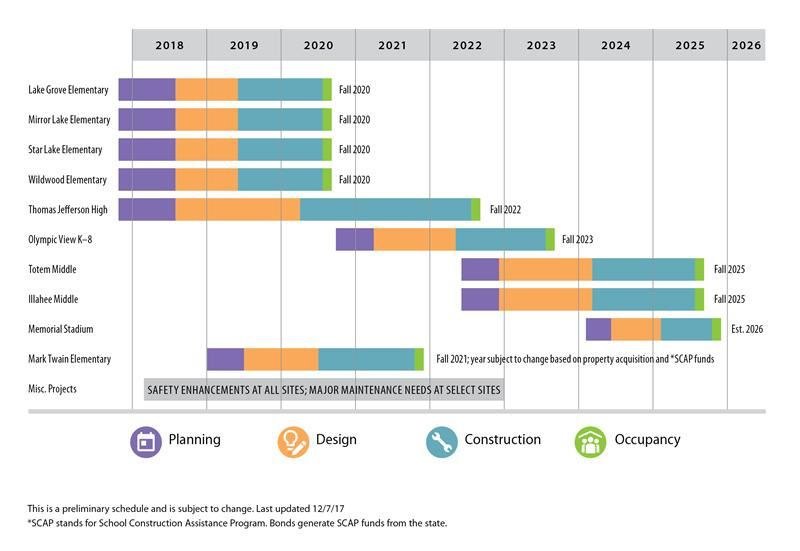 2018 2019 2020 2021 2022 2023 2024 2025 2026
Lake Grove Elementary Fall 2020
Mirror Lake Elementary Fall 2020
Star Lake Elementary Fall 2020
Wildwood Elementary Fall 2020
Thomas Jefferson High Fall 2022
Olympic View K–8 Fall 2023
Totem Middle Fall 2025
Illahee Middle Fall 2025
Memorial Stadium Est. 2026
Mark Twain Elementary Fall 2021; year subject to change based on property acquisition and *SCAP funds
Misc. Projects SAFETY ENHANCEMENTS AT ALL SITES; MAJOR MAINTENANCE NEEDS AT SELECT SITES
Planning Design Construction Occupancy
This is a preliminary schedule and is subject to change. Last updated 12/7/17
*SCAP stands for School Construction Assistance Program. Bonds generate SCAP funds from the state.